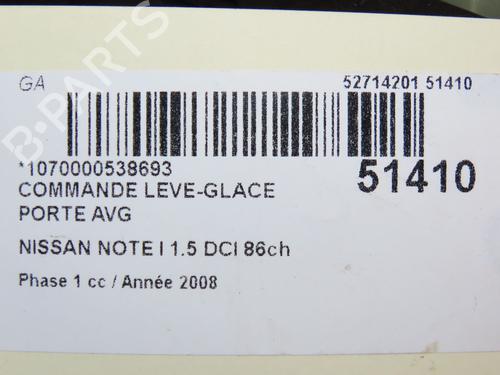 GA 52714201 51410
*1070000538693 51410
COMMANDE LEVE-GLACE
PORTE AVG
NISSAN NOTE I 1.5 DCI 86ch
Phase 1 cc / Année 2008
B-PARTS